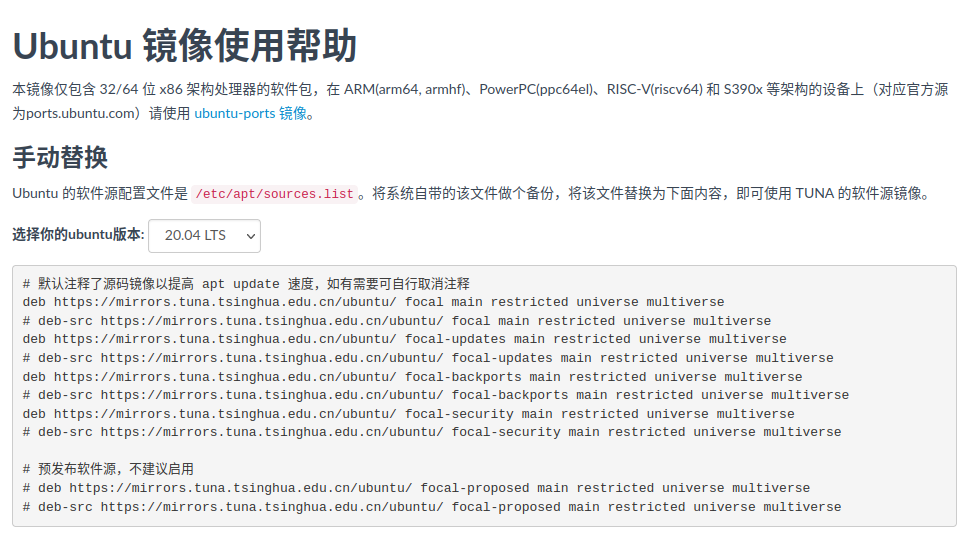 Ubuntu 镜像使用帮助
本镜像仅包含 32/64 位 x86 架构处理器的软件包，在 ARM(arm64, armhf)、PowerPC(ppc64el)、RISC-V(riscv64) 和 S390x 等架构的设备上（对应官方源
为ports.ubuntu.com）请使用 ubuntu-ports 镜像。
手动替换
Ubuntu 的软件源配置文件是 /etc/apt/sources.list。将系统自带的该文件做个备份，将该文件替换为下面内容，即可使用 TUNA 的软件源镜像。
选择你的ubuntu版本: 20.04 LTS
# 默认注释了源码镜像以提高 apt update 速度，如有需要可自行取消注释
deb https://mirrors.tuna.tsinghua.edu.cn/ubuntu/ focal main restricted universe multiverse
# deb-src https://mirrors.tuna.tsinghua.edu.cn/ubuntu/ focal main restricted universe multiverse
deb https://mirrors.tuna.tsinghua.edu.cn/ubuntu/ focal-updates main restricted universe multiverse
# deb-src https://mirrors.tuna.tsinghua.edu.cn/ubuntu/ focal-updates main restricted universe multiverse
deb https://mirrors.tuna.tsinghua.edu.cn/ubuntu/ focal-backports main restricted universe multiverse
# deb-src https://mirrors.tuna.tsinghua.edu.cn/ubuntu/ focal-backports main restricted universe multiverse
deb https://mirrors.tuna.tsinghua.edu.cn/ubuntu/ focal-security main restricted universe multiverse
# deb-src https://mirrors.tuna.tsinghua.edu.cn/ubuntu/ focal-security main restricted universe multiverse
# 预发布软件源，不建议启用
# deb https://mirrors.tuna.tsinghua.edu.cn/ubuntu/ focal-proposed main restricted universe multiverse
# deb-src https://mirrors.tuna.tsinghua.edu.cn/ubuntu/ focal-proposed main restricted universe multiverse